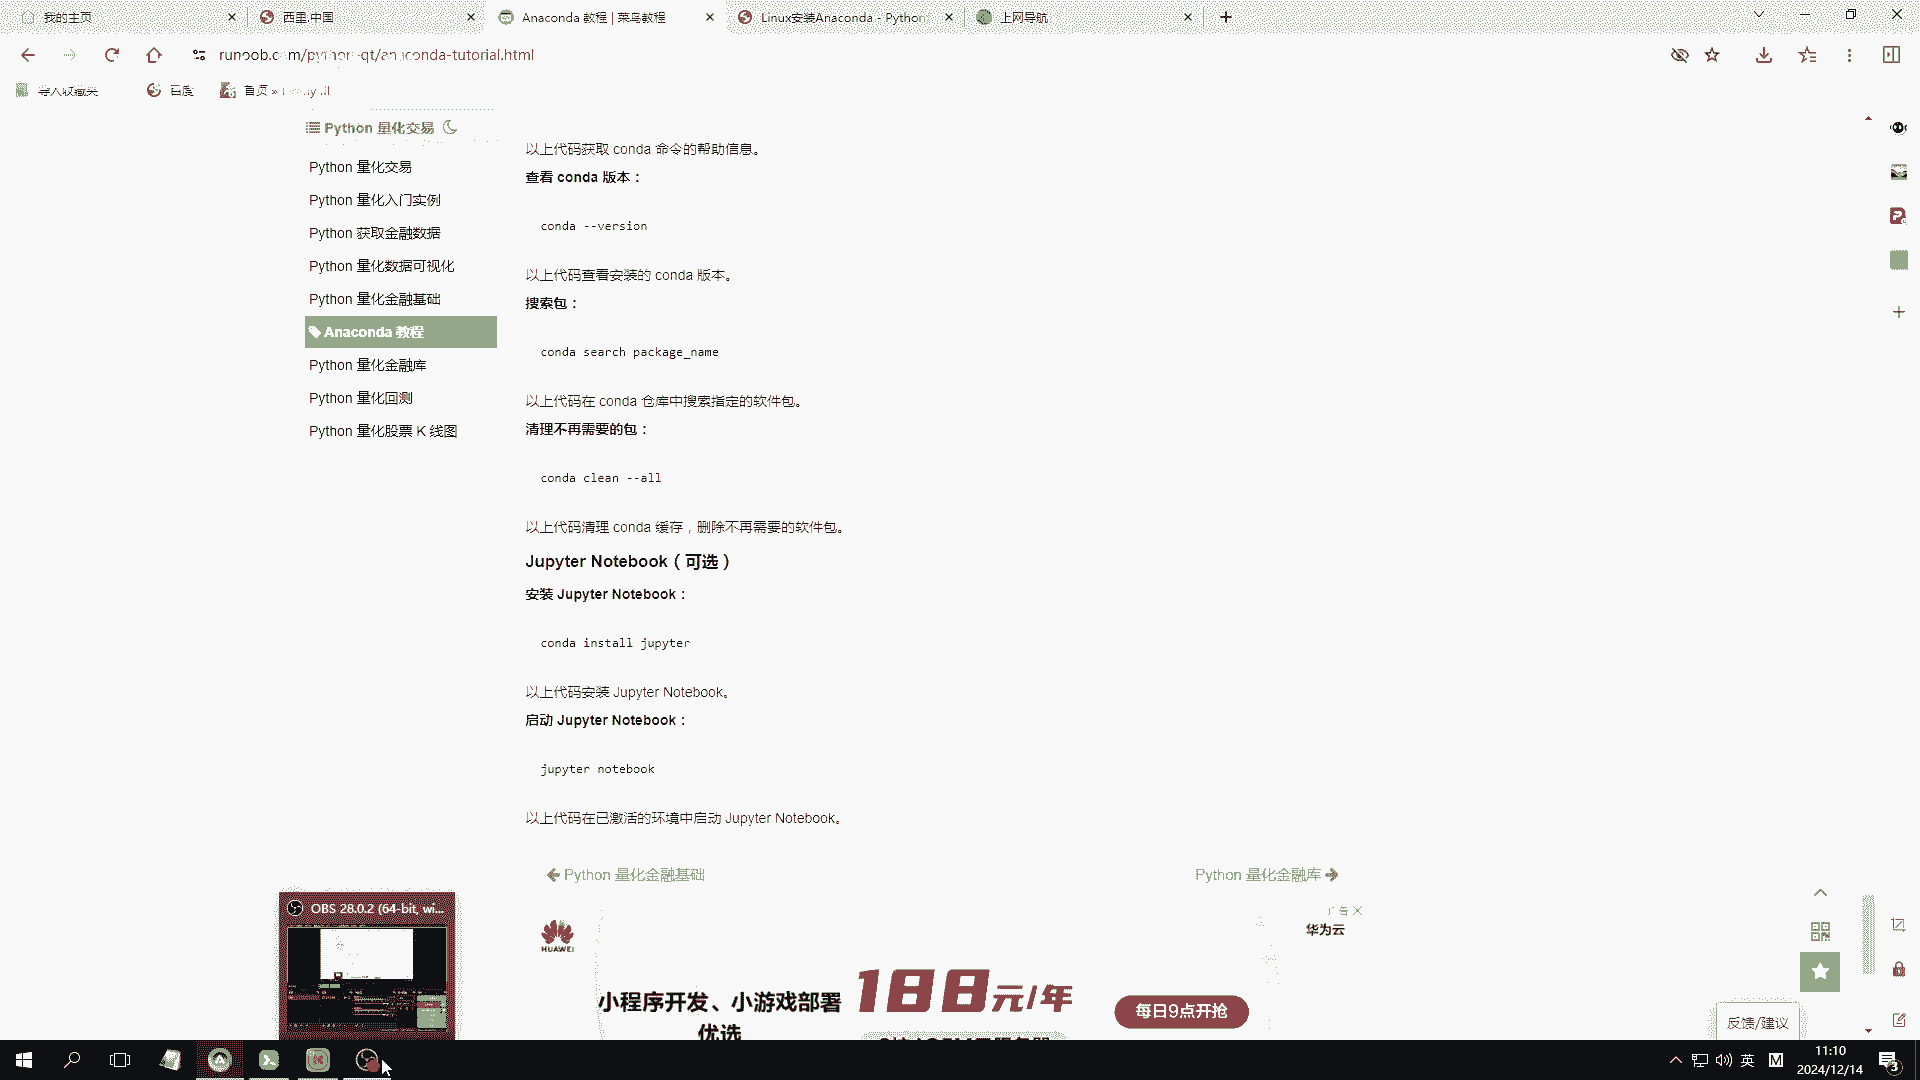 我的主页
西里.中国
Anaconda 教程 | 菜鸟教程
Linux安装Anaconda - Python
上网导航
runoob.com/python-qt/anaconda-tutorial.html
导入收藏夹
百度
首页 »
Python 量化交易
Python 量化交易
Python 量化入门实例
Python 获取金融数据
Python 量化数据可视化
Python 量化金融基础
Anaconda 教程
Python 量化金融库
Python 量化回测
Python 量化股票 K 线图
以上代码获取 conda 命令的帮助信息。
查看 conda 版本：
conda --version
以上代码查看安装的 conda 版本。
搜索包：
conda search package_name
以上代码在 conda 仓库中搜索指定的软件包。
清理不再需要的包：
conda clean --all
以上代码清理 conda 缓存，删除不再需要的软件包。
Jupyter Notebook（可选）
安装 Jupyter Notebook：
conda install jupyter
以上代码安装 Jupyter Notebook。
启动 Jupyter Notebook：
jupyter notebook
以上代码在已激活的环境中启动 Jupyter Notebook。
Python 量化金融基础
Python 量化金融库
广告
HUAWEI
华为云
小程序开发、小游戏部署
优选
188元/年
每日9点开抢
反馈/建议
OBS 28.0.2 (64-bit, wi...
英
M
11:10
2024/12/14
3